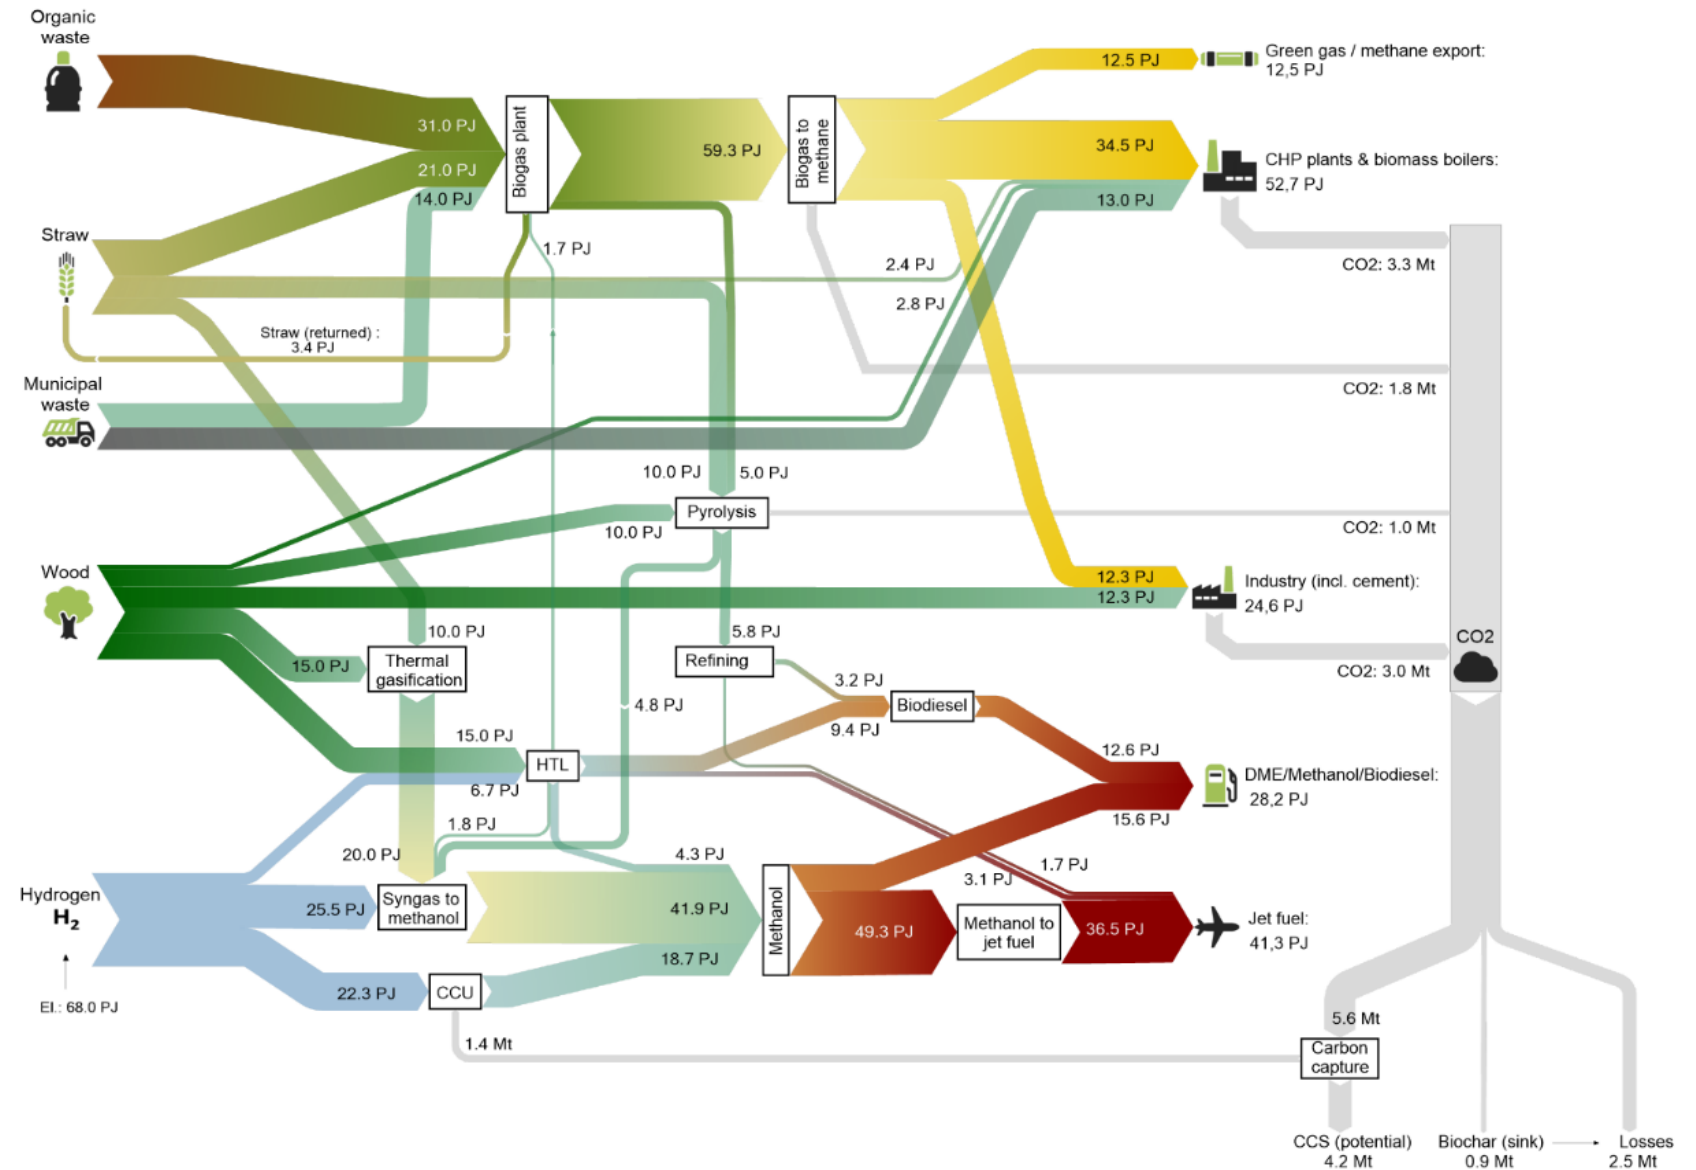 Organic
waste
31.0 PJ
21.0 PJ
14.0 PJ
Biogas plant
59.3 PJ
Biogas to
methane
12.5 PJ
Green gas / methane export:
12,5 PJ
34.5 PJ
CHP plants & biomass boilers:
52,7 PJ
13.0 PJ
Straw
1.7 PJ
2.4 PJ
2.8 PJ
CO2: 3.3 Mt
Straw (returned) :
3.4 PJ
Municipal
waste
CO2: 1.8 Mt
10.0 PJ
5.0 PJ
Pyrolysis
10.0 PJ
CO2: 1.0 Mt
Wood
12.3 PJ
12.3 PJ
Industry (incl. cement):
24,6 PJ
10.0 PJ
5.8 PJ
15.0 PJ
Thermal
gasification
Refining
CO2
CO2: 3.0 Mt
3.2 PJ
4.8 PJ
Biodiesel
9.4 PJ
15.0 PJ
HTL
6.7 PJ
12.6 PJ
DME/Methanol/Biodiesel:
28,2 PJ
15.6 PJ
1.8 PJ
20.0 PJ
4.3 PJ
1.7 PJ
3.1 PJ
Hydrogen
H2
25.5 PJ
Syngas to
methanol
41.9 PJ
Methanol
49.3 PJ
Methanol to
jet fuel
36.5 PJ
Jet fuel:
41,3 PJ
18.7 PJ
22.3 PJ
CCU
El.: 68.0 PJ
1.4 Mt
5.6 Mt
Carbon
capture
CCS (potential)
4.2 Mt
Biochar (sink)
0.9 Mt
Losses
2.5 Mt